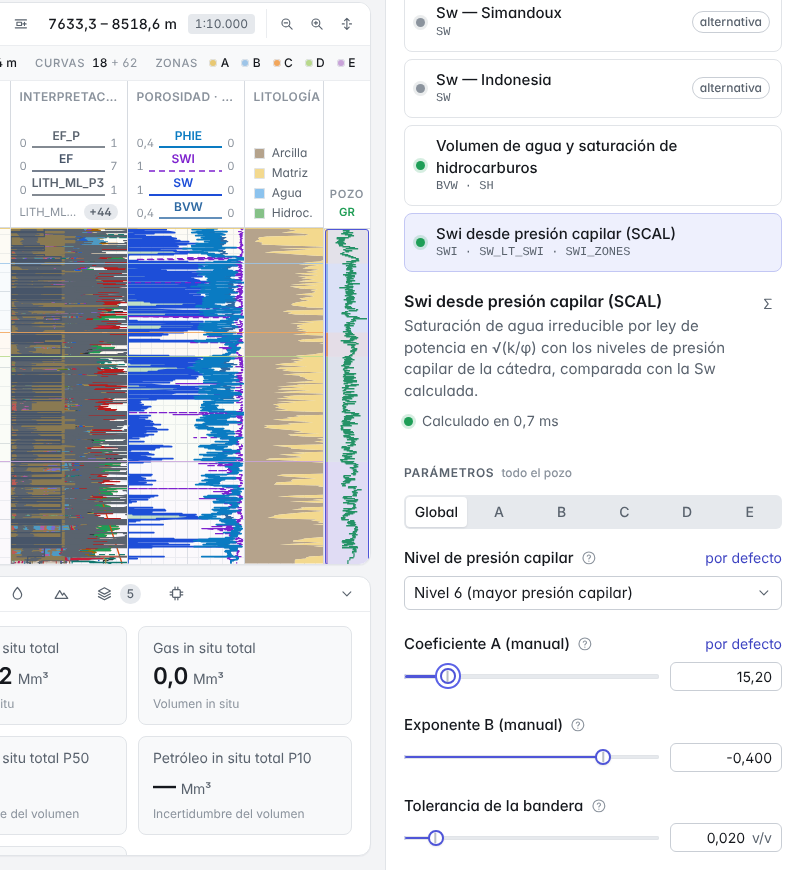 7633,3 – 8518,6 m
1:10.000
m
CURVAS 18 + 62
ZONAS A B C D E
INTERPRETAC...
POROSIDAD · ...
LITOLOGÍA
EF_P
0 1
EF
0 7
LITH_ML_P3
0 1
LITH_ML... +44
PHIE
0,4 0
SWI
1 0
SW
1 0
BVW
0,4 0
Arcilla
Matriz
Agua
Hidroc.
POZO
GR
5
situ total
2 Mm³
itu
Gas in situ total
0,0 Mm³
Volumen in situ
situ total P50
e del volumen
Petróleo in situ total P10
— Mm³
Incertidumbre del volumen
Sw — Simandoux
SW
alternativa
Sw — Indonesia
SW
alternativa
Volumen de agua y saturación de
hidrocarburos
BVW · SH
Swi desde presión capilar (SCAL)
SWI · SW_LT_SWI · SWI_ZONES
Swi desde presión capilar (SCAL)
Σ
Saturación de agua irreducible por ley de
potencia en √(k/φ) con los niveles de presión
capilar de la cátedra, comparada con la Sw
calculada.
Calculado en 0,7 ms
PARÁMETROS todo el pozo
Global A B C D E
Nivel de presión capilar ? por defecto
Nivel 6 (mayor presión capilar)
Coeficiente A (manual) ? por defecto
15,20
Exponente B (manual) ?
-0,400
Tolerancia de la bandera ?
0,020 v/v